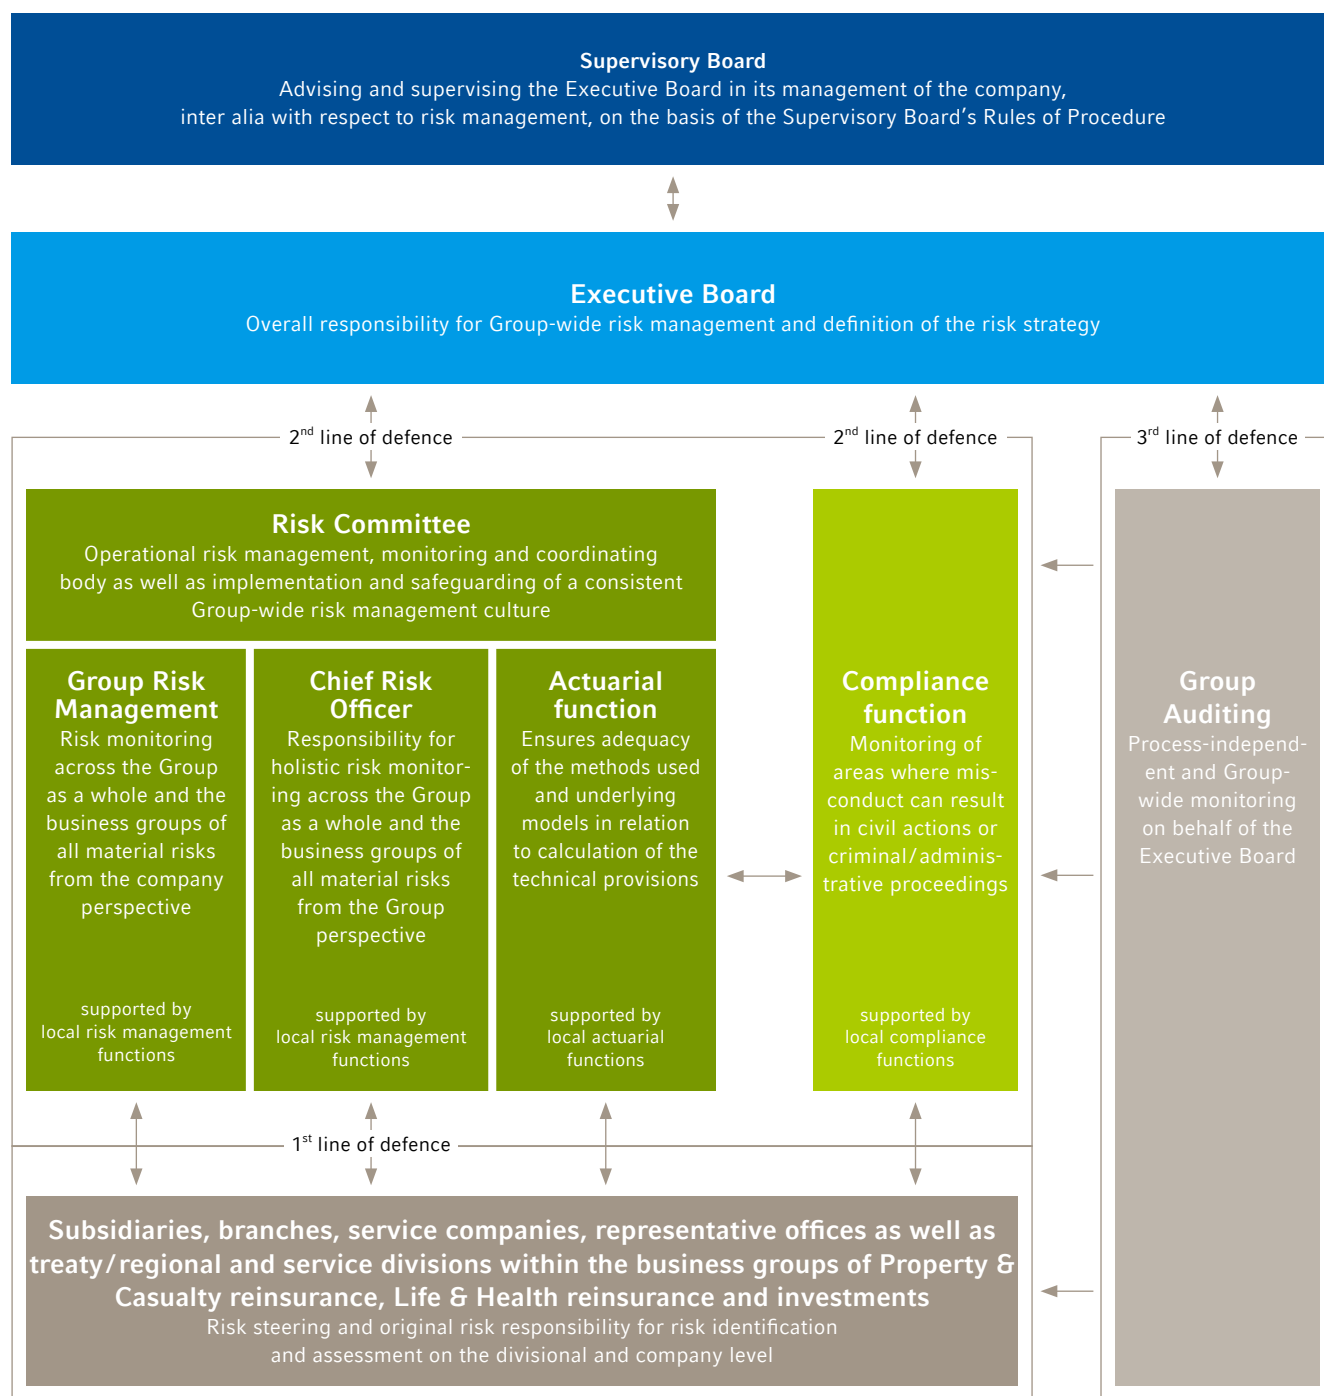 Supervisory Board
Advising and supervising the Executive Board in its management of the company,
inter alia with respect to risk management, on the basis of the Supervisory Board's Rules of Procedure
Executive Board
Overall responsibility for Group-wide risk management and definition of the risk strategy
2nd line of defence
2nd line of defence
3rd line of defence
Risk Committee
Operational risk management, monitoring and coordinating
body as well as implementation and safeguarding of a consistent
Group-wide risk management culture
Group Risk
Management
Risk monitoring
across the Group
as a whole and the
business groups of
all material risks
from the company
perspective
supported by
local risk management
functions
Chief Risk
Officer
Responsibility for
holistic risk monitor-
ing across the Group
as a whole and the
business groups of
all material risks
from the Group
perspective
supported by
local risk management
functions
Actuarial
function
Ensures adequacy
of the methods used
and underlying
models in relation
to calculation of the
technical provisions
supported by
local actuarial
functions
Compliance
function
Monitoring of
areas where mis-
conduct can result
in civil actions or
criminal/adminis-
trative proceedings
supported by
local compliance
functions
Group
Auditing
Process-independ-
ent and Group-
wide monitoring
on behalf of the
Executive Board
1st line of defence
Subsidiaries, branches, service companies, representative offices as well as
treaty/regional and service divisions within the business groups of Property &
Casualty reinsurance, Life & Health reinsurance and investments
Risk steering and original risk responsibility for risk identification
and assessment on the divisional and company level